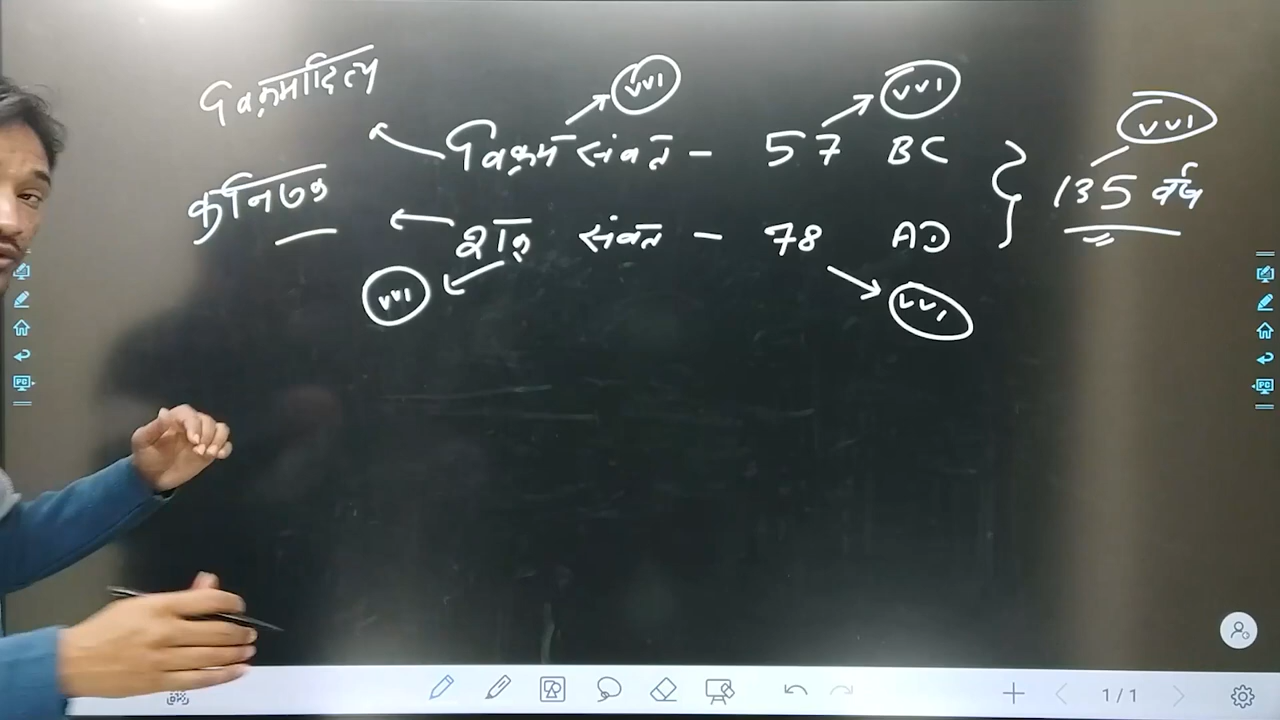 विक्रमादित्य
vvi
vvi
vvi
विक्रम संवत - 57 BC
135 वर्ष
कनिष्क
शक संवत - 78 AD
vvi
vvi
1/1